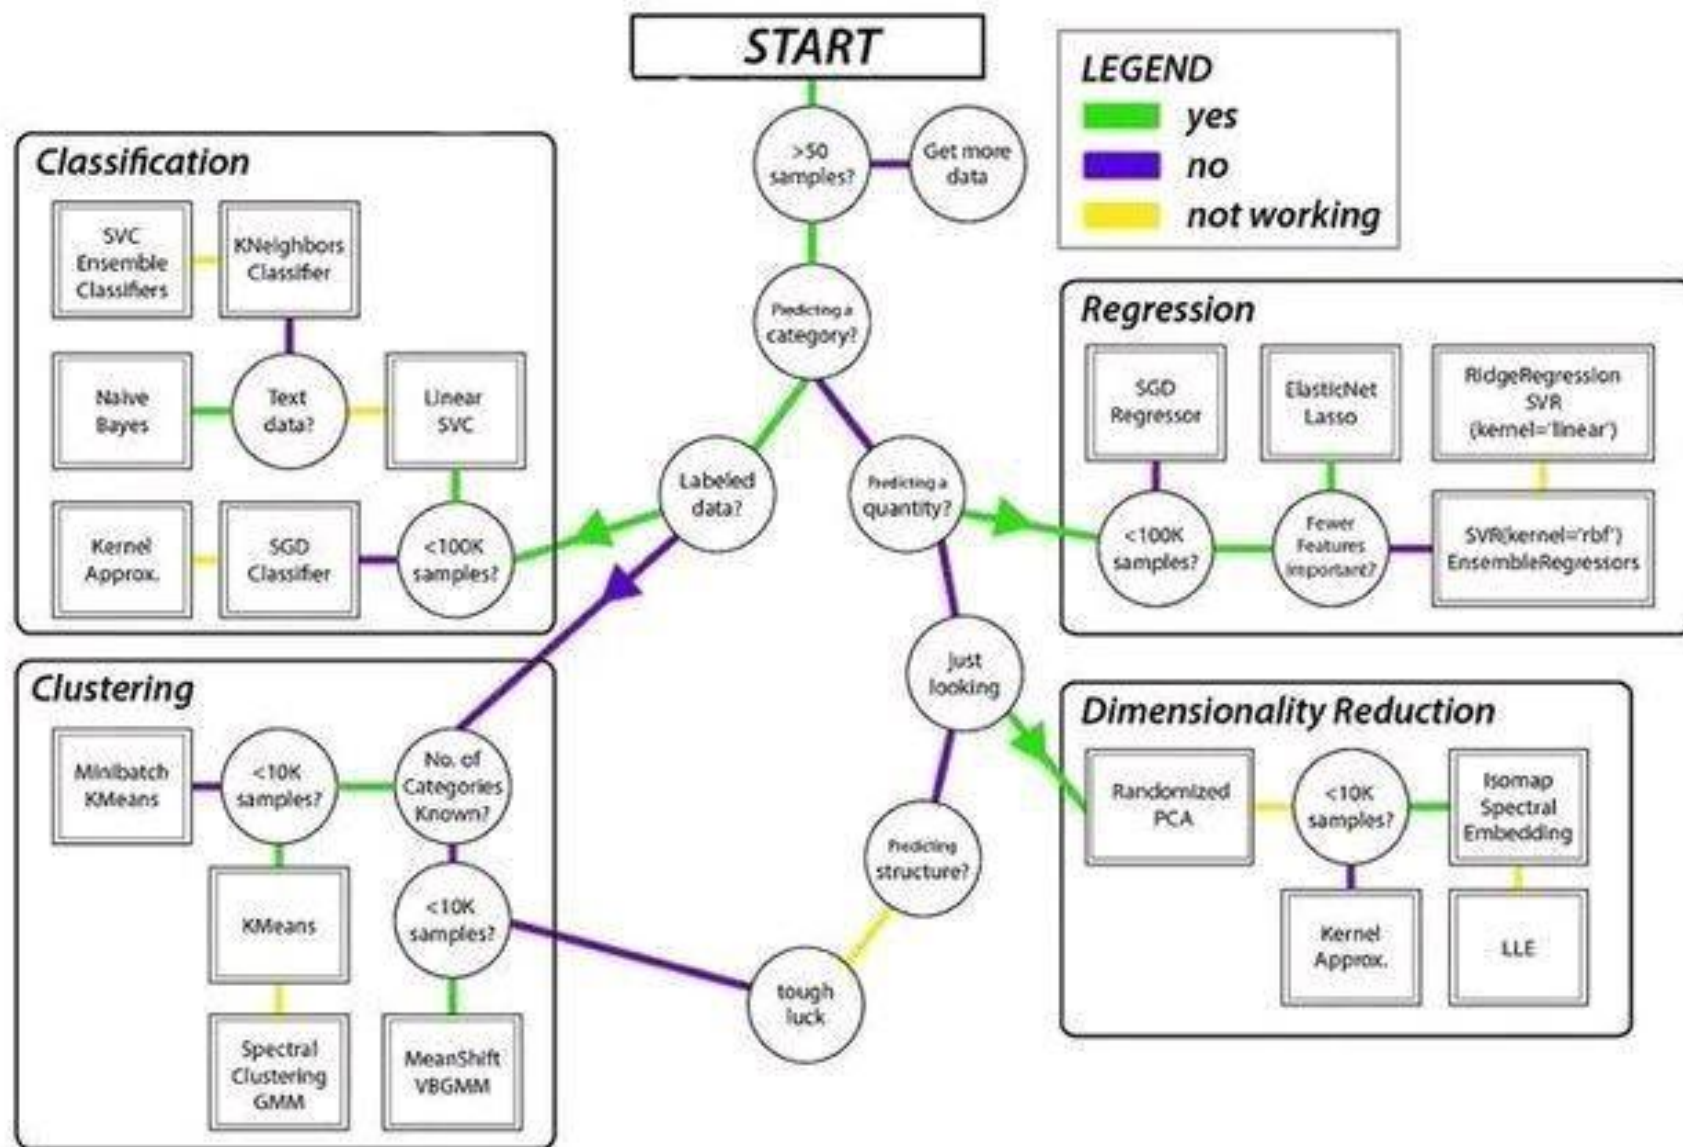 START
LEGEND
yes
no
not working
>50
samples?
Get more
data
Predicting a
category?
Labeled
data?
Predicting a
quantity?
just
looking
Predicting
structure?
tough
luck
Classification
SVC
Ensemble
Classifiers
KNeighbors
Classifier
Naive
Bayes
Text
data?
Linear
SVC
Kernel
Approx.
SGD
Classifier
<100K
samples?
Regression
SGD
Regressor
ElasticNet
Lasso
RidgeRegression
SVR
(kernel='linear')
<100K
samples?
Fewer
Features
Important?
SVR(kernel='rbf')
EnsembleRegressors
Clustering
Minibatch
KMeans
<10K
samples?
No. of
Categories
Known?
KMeans
<10K
samples?
Spectral
Clustering
GMM
MeanShift
VBGMM
Dimensionality Reduction
Randomized
PCA
<10K
samples?
Isomap
Spectral
Embedding
Kernel
Approx.
LLE